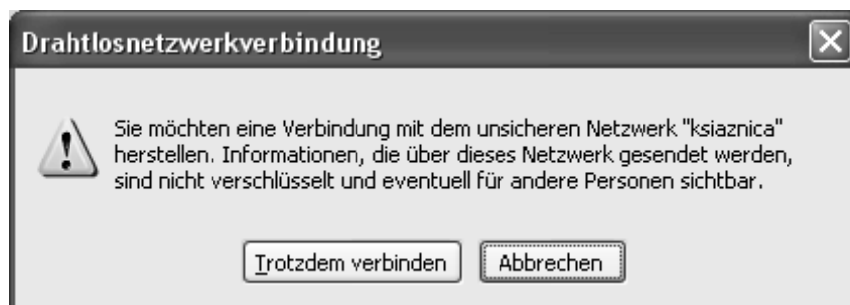 Drahtlosnetzwerkverbindung
Sie möchten eine Verbindung mit dem unsicheren Netzwerk "ksiaznica"
herstellen. Informationen, die über dieses Netzwerk gesendet werden,
sind nicht verschlüsselt und eventuell für andere Personen sichtbar.
Trotzdem verbinden Abbrechen